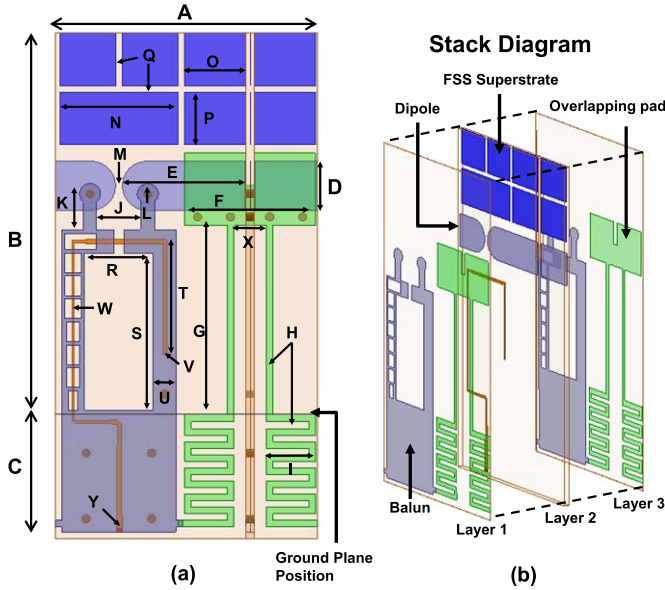 A
Stack Diagram
FSS Superstrate
Dipole
Overlapping pad
Q
O
N
P
M
E
D
K
J
L
F
B
X
R
T
W
S
G
H
V
U
C
I
Y
Balun
Layer 1
Layer 2
Layer 3
Ground Plane
Position
(a)
(b)